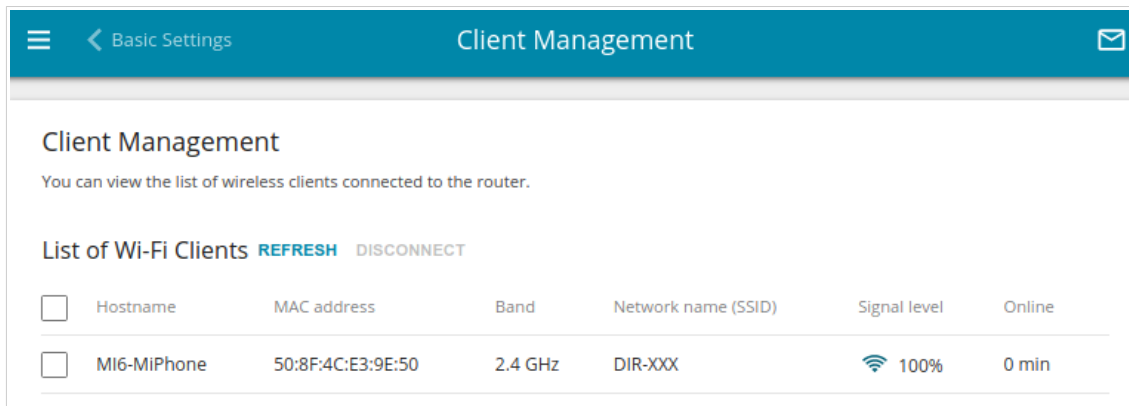 Basic Settings Client Management
Client Management
You can view the list of wireless clients connected to the router.
List of Wi-Fi Clients REFRESH DISCONNECT
Hostname MAC address Band Network name (SSID) Signal level Online
MI6-MiPhone 50:8F:4C:E3:9E:50 2.4 GHz DIR-XXX 100% 0 min